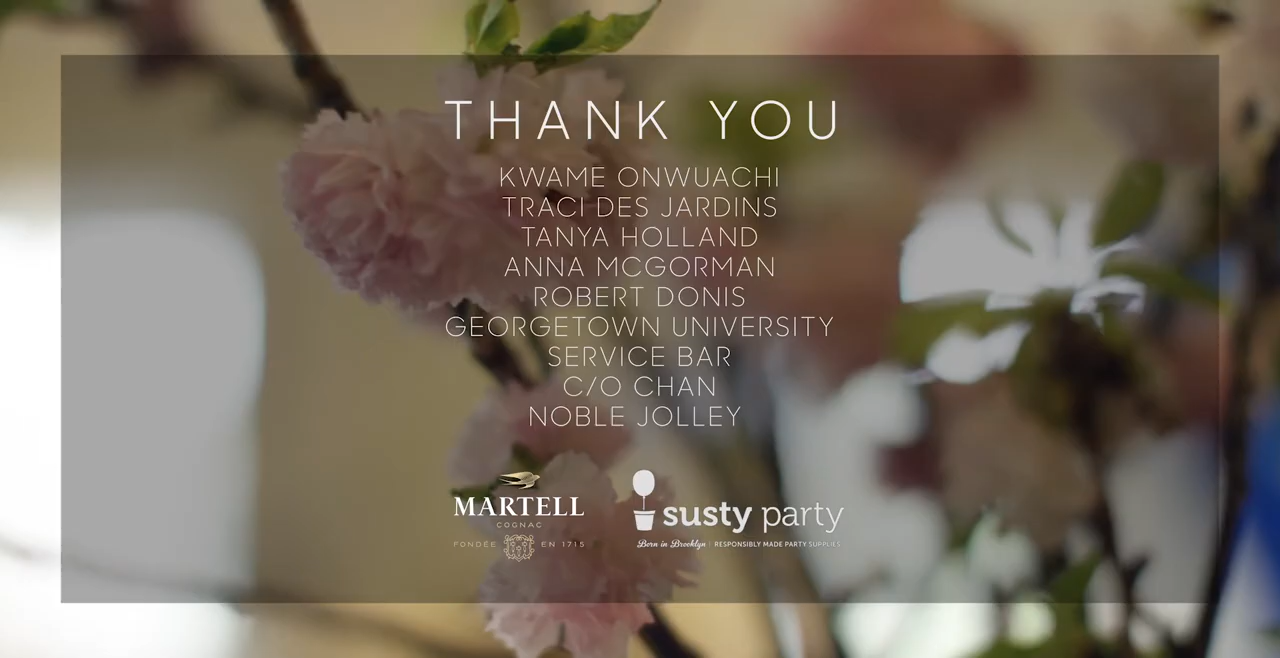 THANK YOU
KWAME ONWUACHI
TRACI DES JARDINS
TANYA HOLLAND
ANNA MCGORMAN
ROBERT DONIS
GEORGETOWN UNIVERSITY
SERVICE BAR
C/O CHAN
NOBLE JOLLEY
MARTELL
COGNAC
FONDÉE EN 1715
susty party
Born in Brooklyn | RESPONSIBLY MADE PARTY SUPPLIES